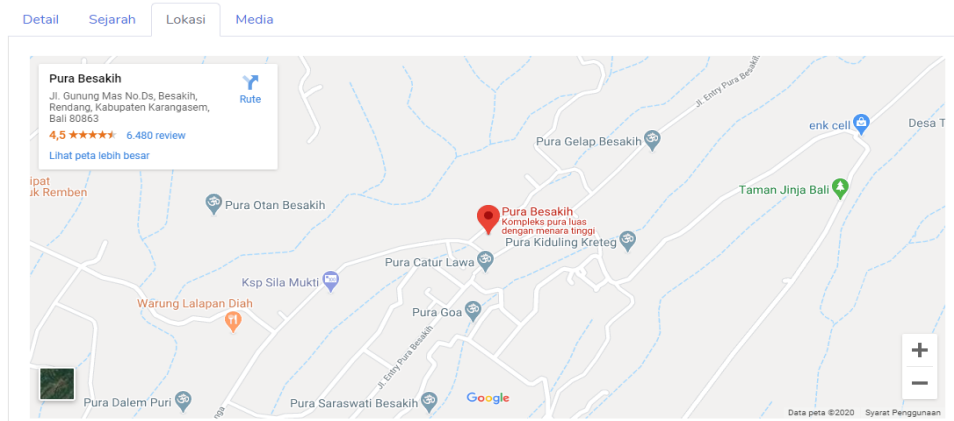 Detail Sejarah Lokasi Media
Pura Besakih
Jl. Gunung Mas No.Ds, Besakih,
Rendang, Kabupaten Karangasem,
Bali 80863
4,5 6.480 review
Lihat peta lebih besar
Rute
Jl. Entry Pura Besakih
enk cell
Desa T
Pura Gelap Besakih
ipat
uk Remben
Taman Jinja Bali
Pura Otan Besakih
Pura Besakih
Kompleks pura luas
dengan menara tinggi
Pura Kiduling Kreteg
Pura Catur Lawa
Ksp Sila Mukti
Warung Lalapan Diah
Pura Goa
Jl. Entry Pura Besakih
Pura Dalem Puri
Pura Saraswati Besakih
Google
Data peta ©2020 Syarat Penggunaan